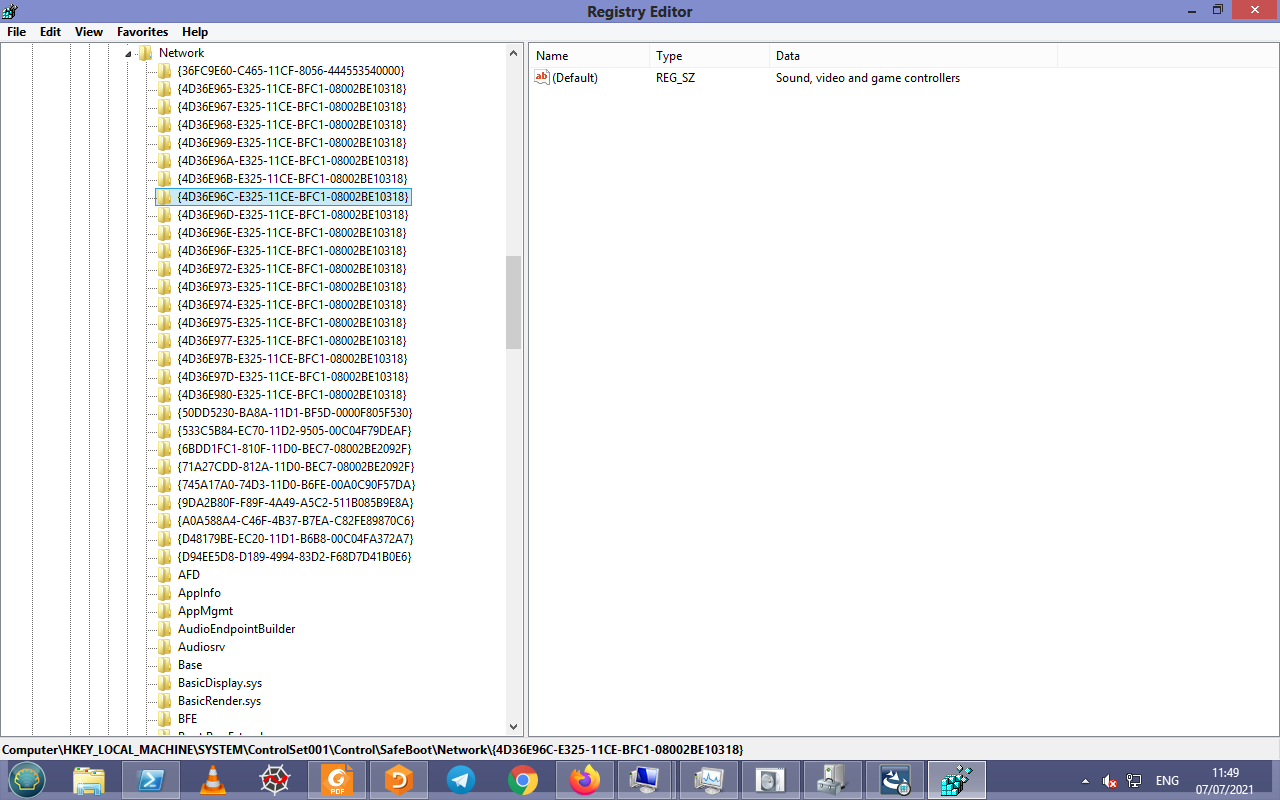 Registry Editor
File Edit View Favorites Help
Network
{36FC9E60-C465-11CF-8056-444553540000}
{4D36E965-E325-11CE-BFC1-08002BE10318}
{4D36E967-E325-11CE-BFC1-08002BE10318}
{4D36E968-E325-11CE-BFC1-08002BE10318}
{4D36E969-E325-11CE-BFC1-08002BE10318}
{4D36E96A-E325-11CE-BFC1-08002BE10318}
{4D36E96B-E325-11CE-BFC1-08002BE10318}
{4D36E96C-E325-11CE-BFC1-08002BE10318}
{4D36E96D-E325-11CE-BFC1-08002BE10318}
{4D36E96E-E325-11CE-BFC1-08002BE10318}
{4D36E96F-E325-11CE-BFC1-08002BE10318}
{4D36E972-E325-11CE-BFC1-08002BE10318}
{4D36E973-E325-11CE-BFC1-08002BE10318}
{4D36E974-E325-11CE-BFC1-08002BE10318}
{4D36E975-E325-11CE-BFC1-08002BE10318}
{4D36E977-E325-11CE-BFC1-08002BE10318}
{4D36E97B-E325-11CE-BFC1-08002BE10318}
{4D36E97D-E325-11CE-BFC1-08002BE10318}
{4D36E980-E325-11CE-BFC1-08002BE10318}
{50DD5230-BA8A-11D1-BF5D-0000F805F530}
{533C5B84-EC70-11D2-9505-00C04F79DEAF}
{6BDD1FC1-810F-11D0-BEC7-08002BE2092F}
{71A27CDD-812A-11D0-BEC7-08002BE2092F}
{745A17A0-74D3-11D0-B6FE-00A0C90F57DA}
{9DA2B80F-F89F-4A49-A5C2-511B085B9E8A}
{A0A588A4-C46F-4B37-B7EA-C82FE89870C6}
{D48179BE-EC20-11D1-B6B8-00C04FA372A7}
{D94EE5D8-D189-4994-83D2-F68D7D41B0E6}
AFD
AppInfo
AppMgmt
AudioEndpointBuilder
Audiosrv
Base
BasicDisplay.sys
BasicRender.sys
BFE
Name Type Data
ab (Default) REG_SZ Sound, video and game controllers
Computer\HKEY_LOCAL_MACHINE\SYSTEM\ControlSet001\Control\SafeBoot\Network\{4D36E96C-E325-11CE-BFC1-08002BE10318}
PDF
ENG
11:49
07/07/2021